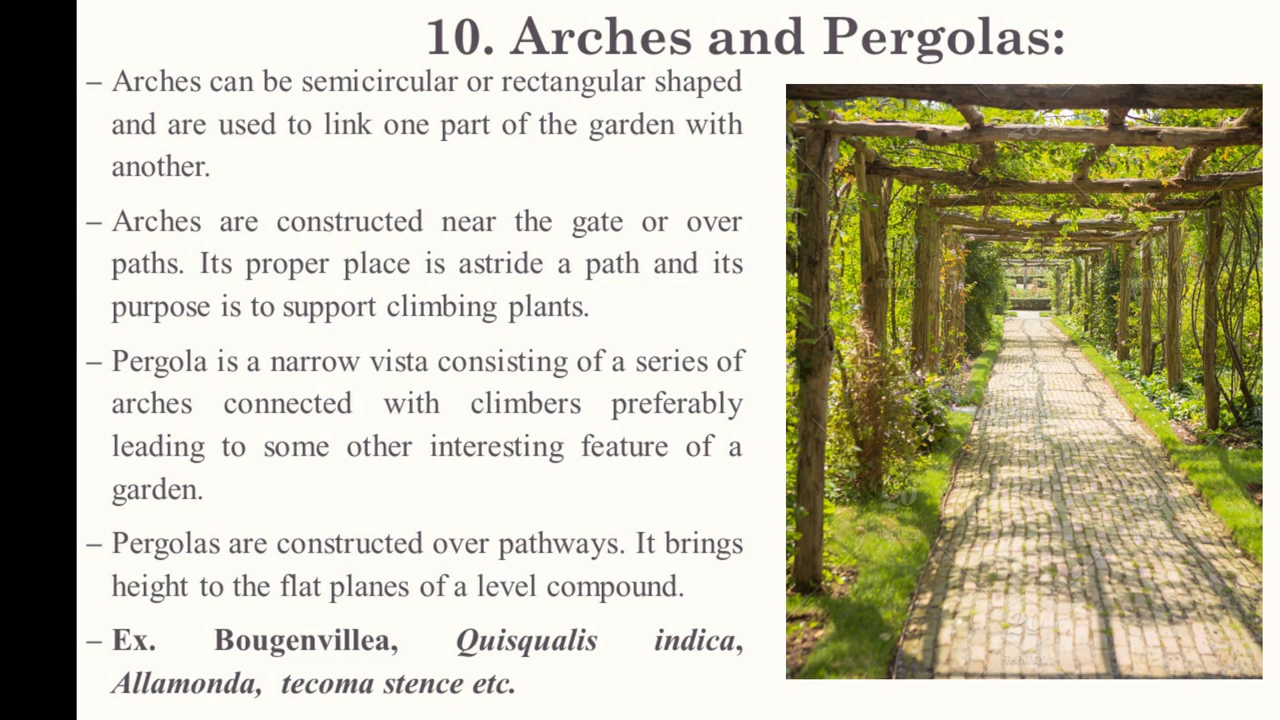 10. Arches and Pergolas:
– Arches can be semicircular or rectangular shaped
and are used to link one part of the garden with
another.
– Arches are constructed near the gate or over
paths. Its proper place is astride a path and its
purpose is to support climbing plants.
– Pergola is a narrow vista consisting of a series of
arches connected with climbers preferably
leading to some other interesting feature of a
garden.
– Pergolas are constructed over pathways. It brings
height to the flat planes of a level compound.
– Ex. Bougenvillea, Quisqualis indica,
Allamonda, tecoma stence etc.